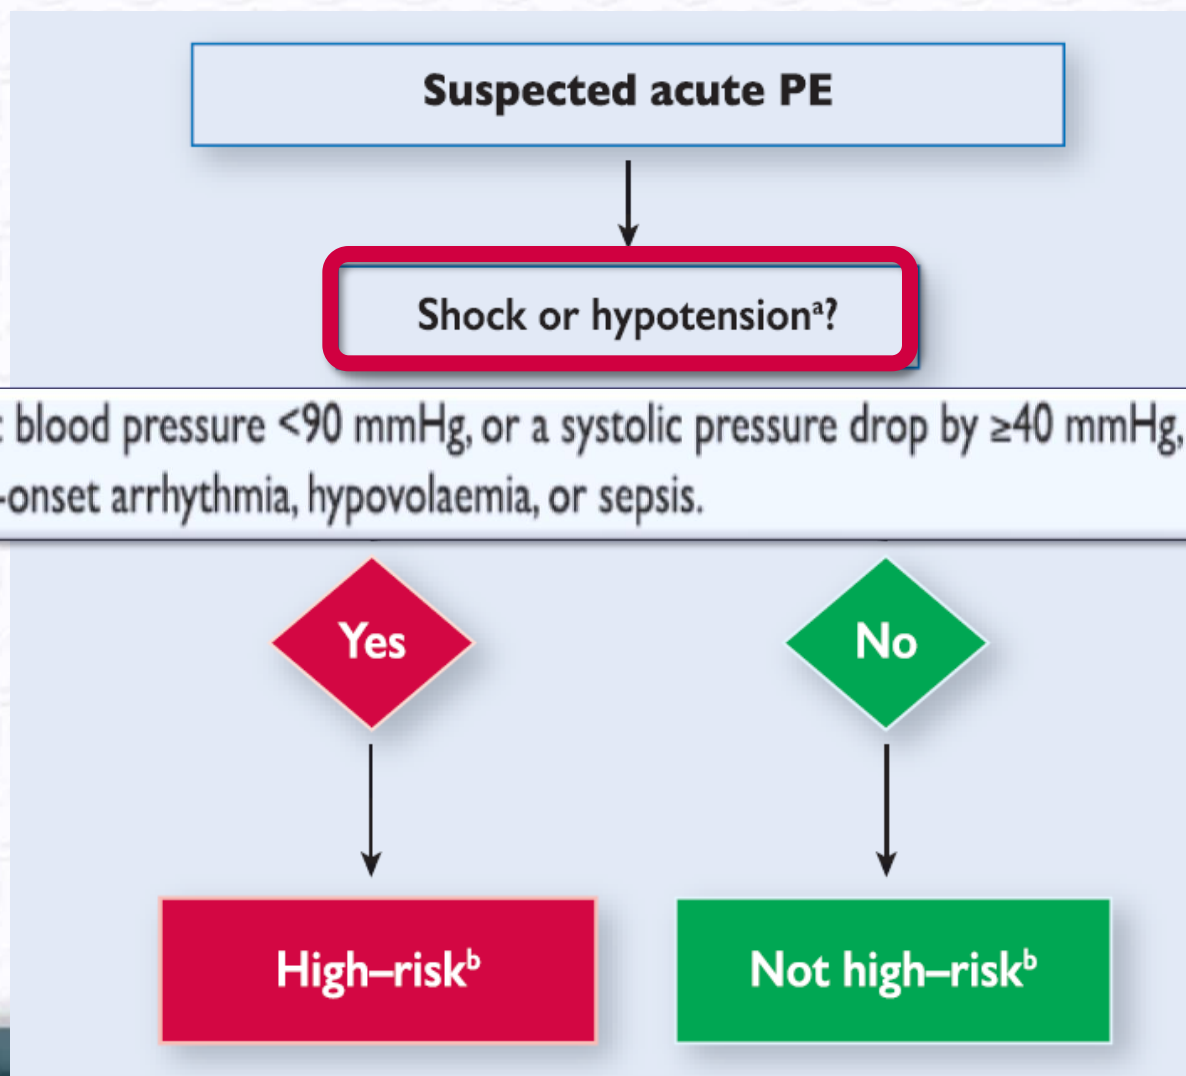 Suspected acute PE
Shock or hypotensionᵃ?
blood pressure <90 mmHg, or a systolic pressure drop by ≥40 mmHg,
-onset arrhythmia, hypovolaemia, or sepsis.
Yes
No
High–riskᵇ
Not high–riskᵇ